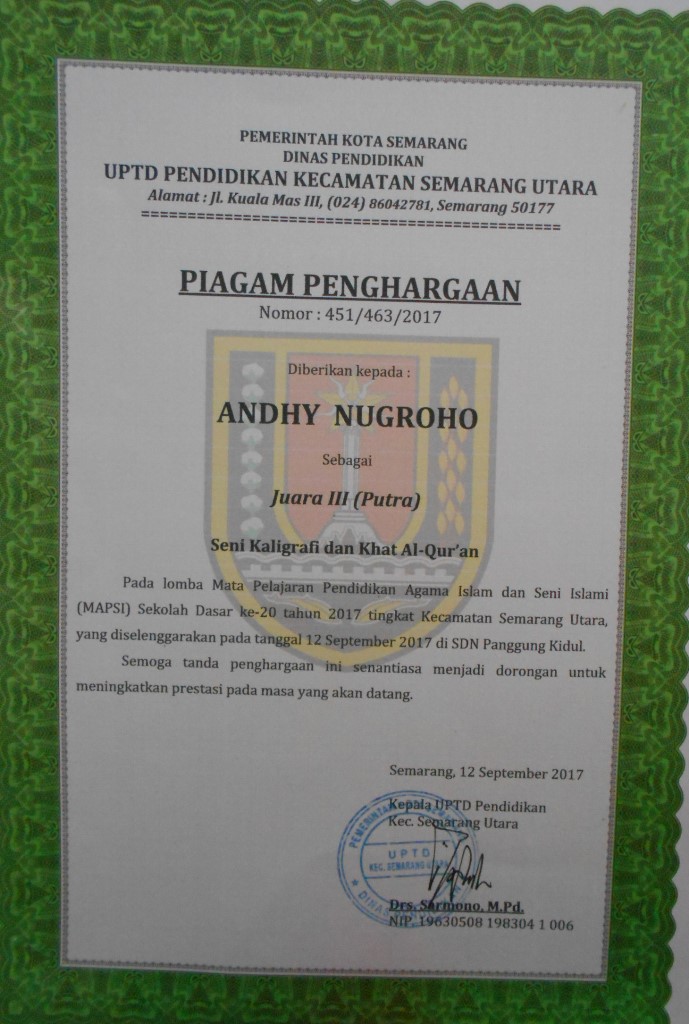 PEMERINTAH KOTA SEMARANG
DINAS PENDIDIKAN
UPTD PENDIDIKAN KECAMATAN SEMARANG UTARA
Alamat : Jl. Kuala Mas III, (024) 86042781, Semarang 50177
=============================================
PIAGAM PENGHARGAAN
Nomor : 451/463/2017
Diberikan kepada :
ANDHY NUGROHO
Sebagai
Juara III (Putra)
Seni Kaligrafi dan Khat Al-Qur'an
Pada lomba Mata Pelajaran Pendidikan Agama Islam dan Seni Islami
(MAPSI) Sekolah Dasar ke-20 tahun 2017 tingkat Kecamatan Semarang Utara,
yang diselenggarakan pada tanggal 12 September 2017 di SDN Panggung Kidul.
Semoga tanda penghargaan ini senantiasa menjadi dorongan untuk
meningkatkan prestasi pada masa yang akan datang.
Semarang, 12 September 2017
Kepala UPTD Pendidikan
Kec. Semarang Utara
UPTD
KEC. SEMARANG UTARA
Drs. Sarmono, M.Pd.
NIP. 19630508 198304 1 006